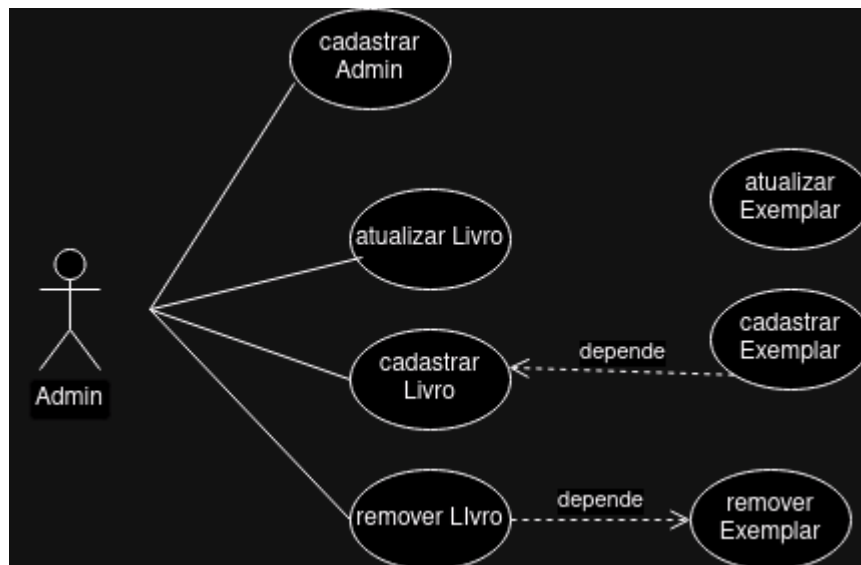 cadastrar
Admin
atualizar
Exemplar
atualizar Livro
cadastrar
Exemplar
depende
cadastrar
Livro
Admin
depende
remover LIvro
remover
Exemplar